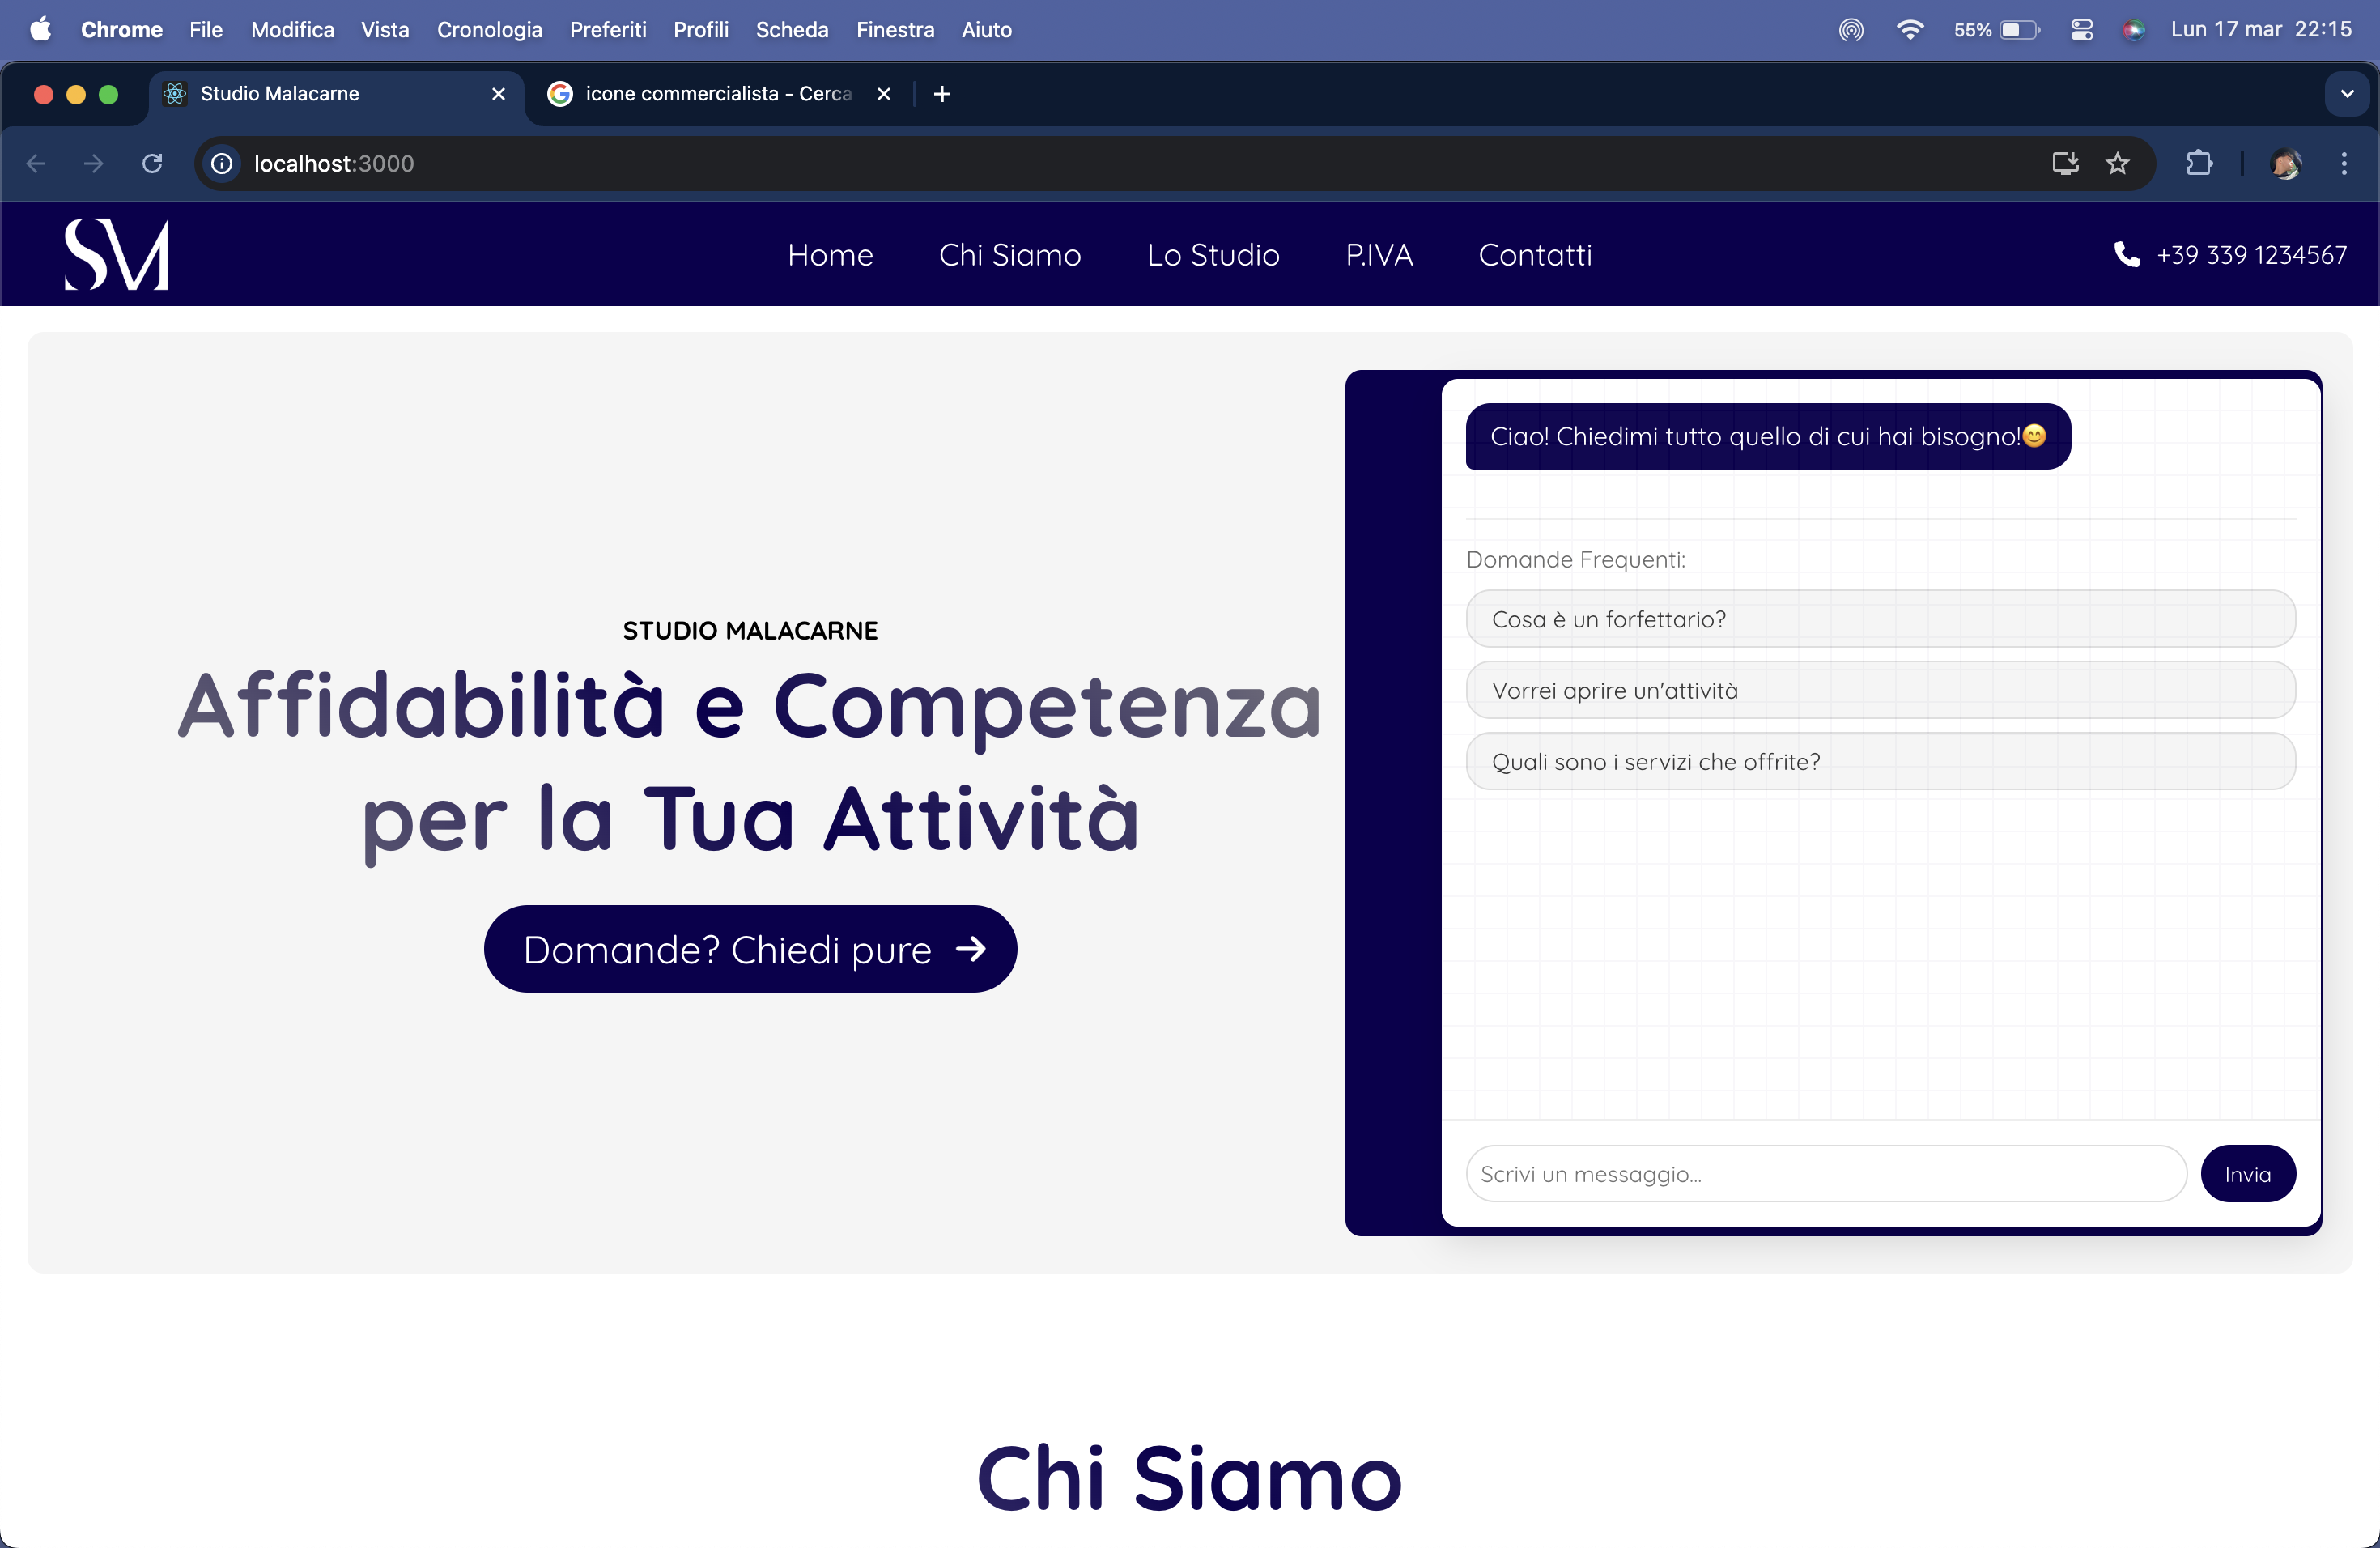 Chrome File Modifica Vista Cronologia Preferiti Profili Scheda Finestra Aiuto 55% Lun 17 mar 22:15
Studio Malacarne icone commercialista - Cerca
localhost:3000
SM Home Chi Siamo Lo Studio P.IVA Contatti +39 339 1234567
STUDIO MALACARNE
Affidabilità e Competenza
per la Tua Attività
Domande? Chiedi pure
Ciao! Chiedimi tutto quello di cui hai bisogno!😊
Domande Frequenti:
Cosa è un forfettario?
Vorrei aprire un'attività
Quali sono i servizi che offrite?
Scrivi un messaggio... Invia
Chi Siamo